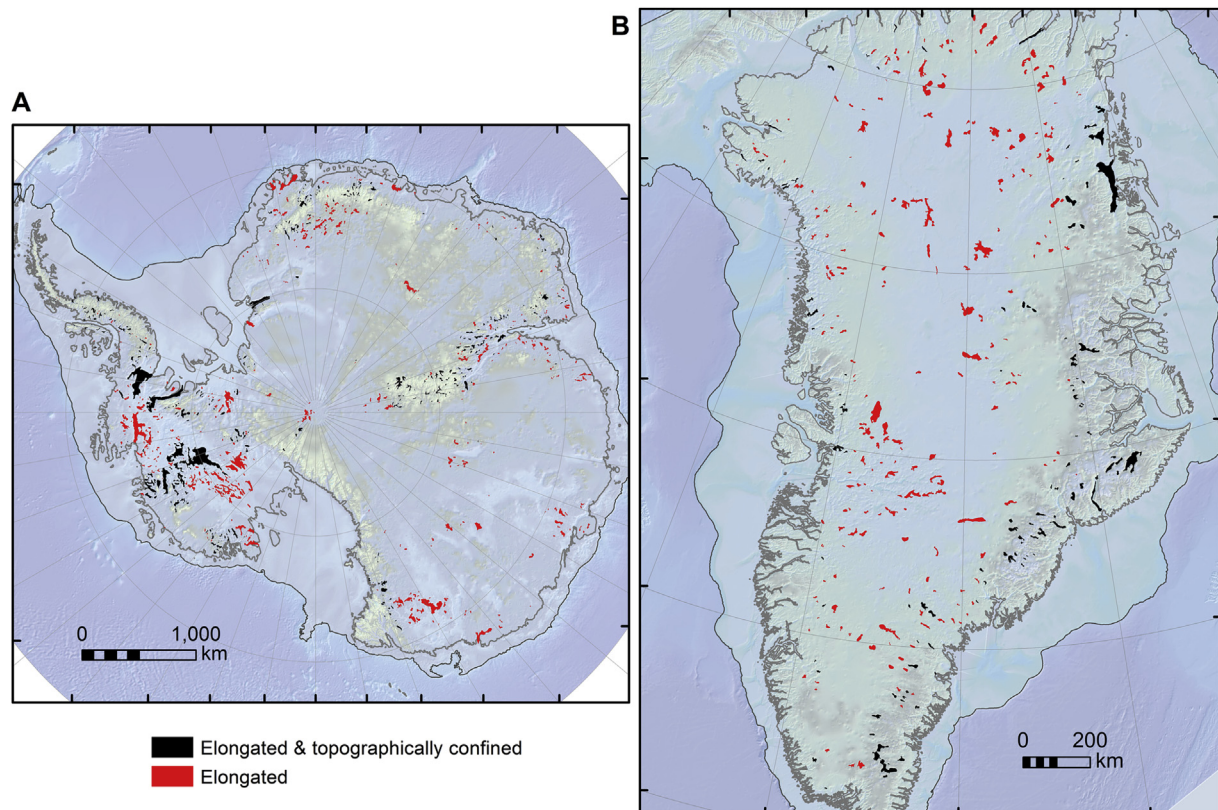 A
0 1,000
km
Elongated & topographically confined
Elongated
B
0 200
km